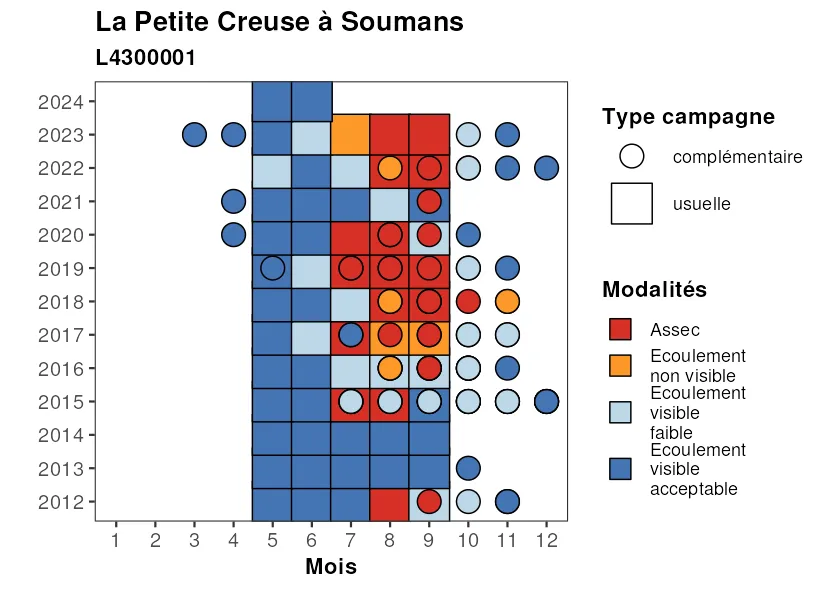 La Petite Creuse à Soumans
L4300001
2024
2023
2022
2021
2020
2019
2018
2017
2016
2015
2014
2013
2012
1 2 3 4 5 6 7 8 9 10 11 12
Mois
Type campagne
complémentaire
usuelle
Modalités
Assec
Ecoulement
non visible
Ecoulement
visible
faible
Ecoulement
visible
acceptable